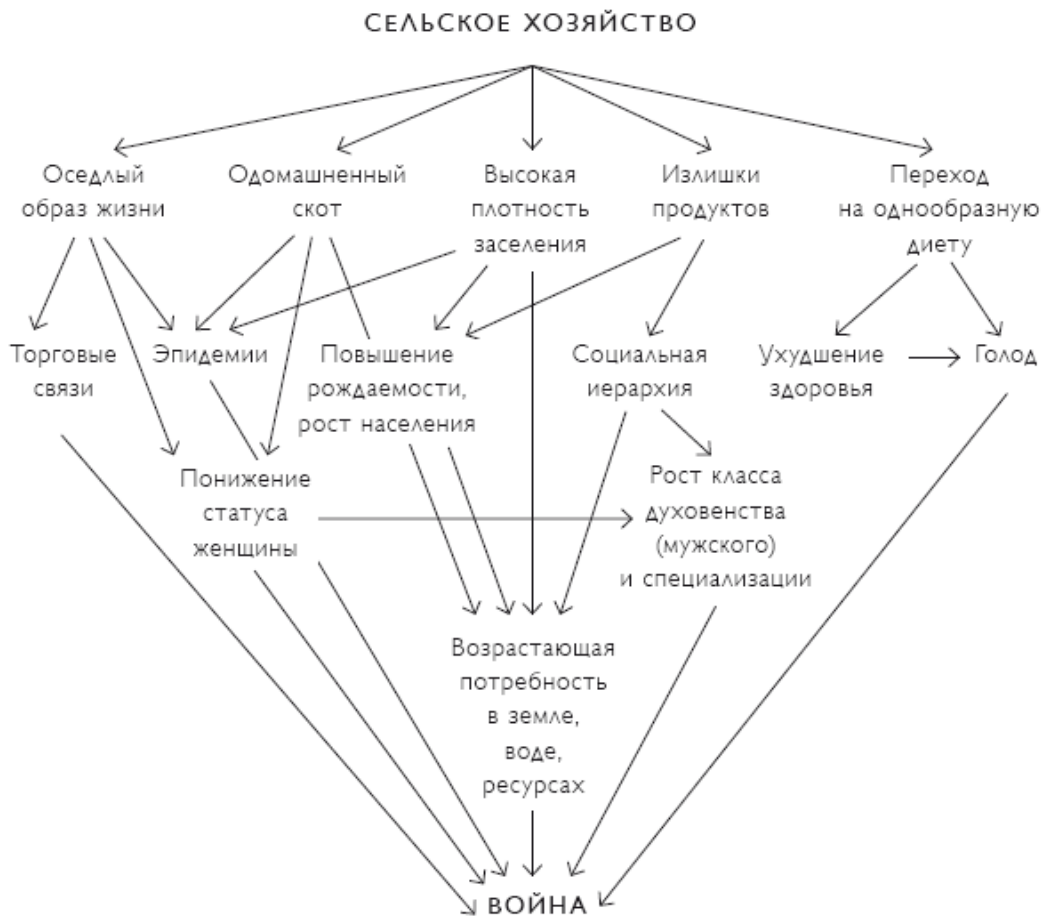 СЕЛЬСКОЕ ХОЗЯЙСТВО
Оседлый
образ жизни
Одомашненный
скот
Высокая
плотность
заселения
Излишки
продуктов
Переход
на однообразную
диету
Торговые
связи
Эпидемии
Повышение
рождаемости,
рост населения
Социальная
иерархия
Ухудшение
здоровья
Голод
Понижение
статуса
женщины
Рост класса
духовенства
(мужского)
и специализации
Возрастающая
потребность
в земле,
воде,
ресурсах
ВОЙНА